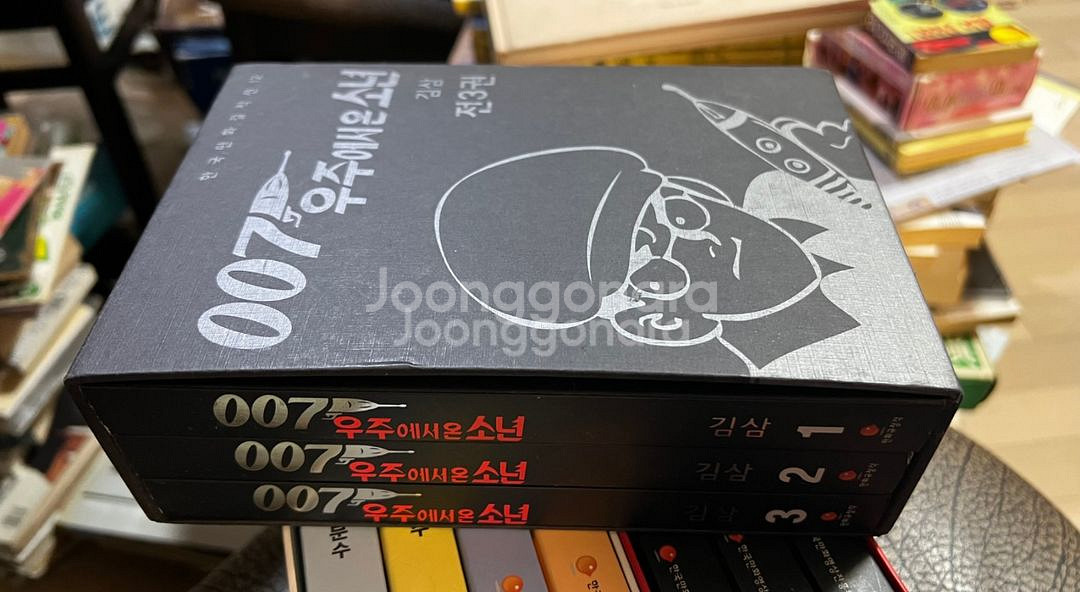 한국만화걸작선 12
007 우주에서 온 소년
김삼
전3권
Joonggonara
Joonggonara
007 우주에서 온 소년 김삼 1
007 우주에서 온 소년 김삼 2
007 우주에서 온 소년 김삼 3